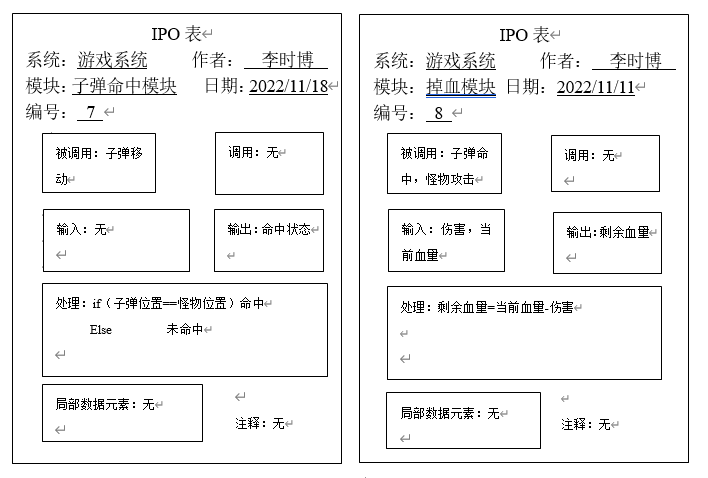 IPO 表
系统：游戏系统 作者：李时博
模块：子弹命中模块 日期：2022/11/18
编号：7
被调用：子弹移
动
调用：无
输入：无
输出：命中状态
处理：if（子弹位置==怪物位置）命中
Else 未命中
局部数据元素：无
注释：无
IPO 表
系统：游戏系统 作者：李时博
模块：掉血模块 日期：2022/11/11
编号：8
被调用：子弹命
中，怪物攻击
调用：无
输入：伤害，当
前血量
输出：剩余血量
处理：剩余血量=当前血量-伤害
局部数据元素：无
注释：无